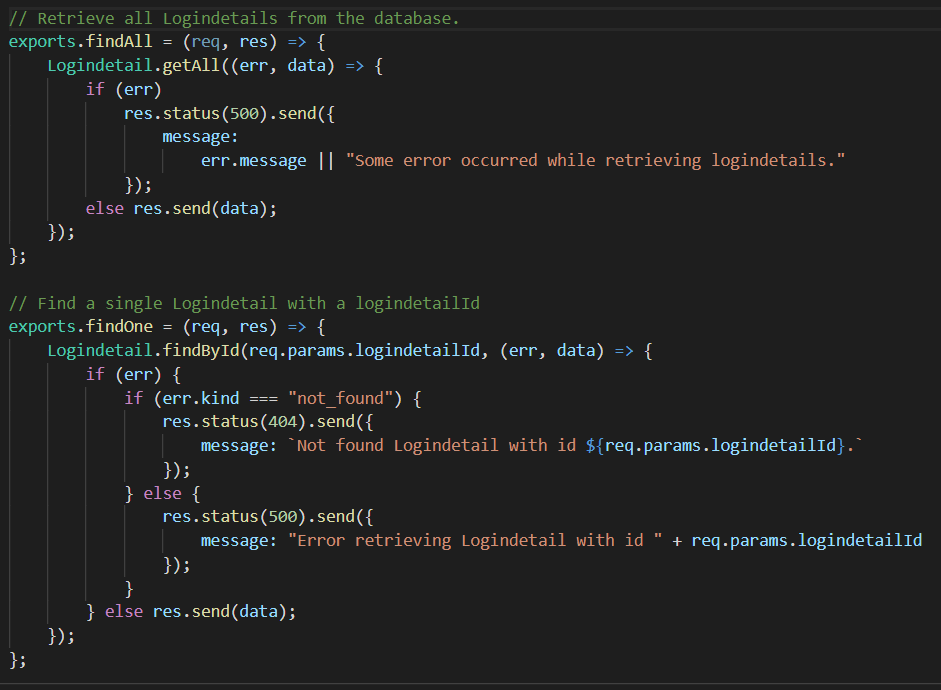 // Retrieve all Logindetails from the database.
exports.findAll = (req, res) => {
    Logindetail.getAll((err, data) => {
        if (err)
            res.status(500).send({
                message:
                    err.message || "Some error occurred while retrieving logindetails."
            });
        else res.send(data);
    });
};

// Find a single Logindetail with a logindetailId
exports.findOne = (req, res) => {
    Logindetail.findById(req.params.logindetailId, (err, data) => {
        if (err) {
            if (err.kind === "not_found") {
                res.status(404).send({
                    message: `Not found Logindetail with id ${req.params.logindetailId}.`
                });
            } else {
                res.status(500).send({
                    message: "Error retrieving Logindetail with id " + req.params.logindetailId
                });
            }
        } else res.send(data);
    });
};